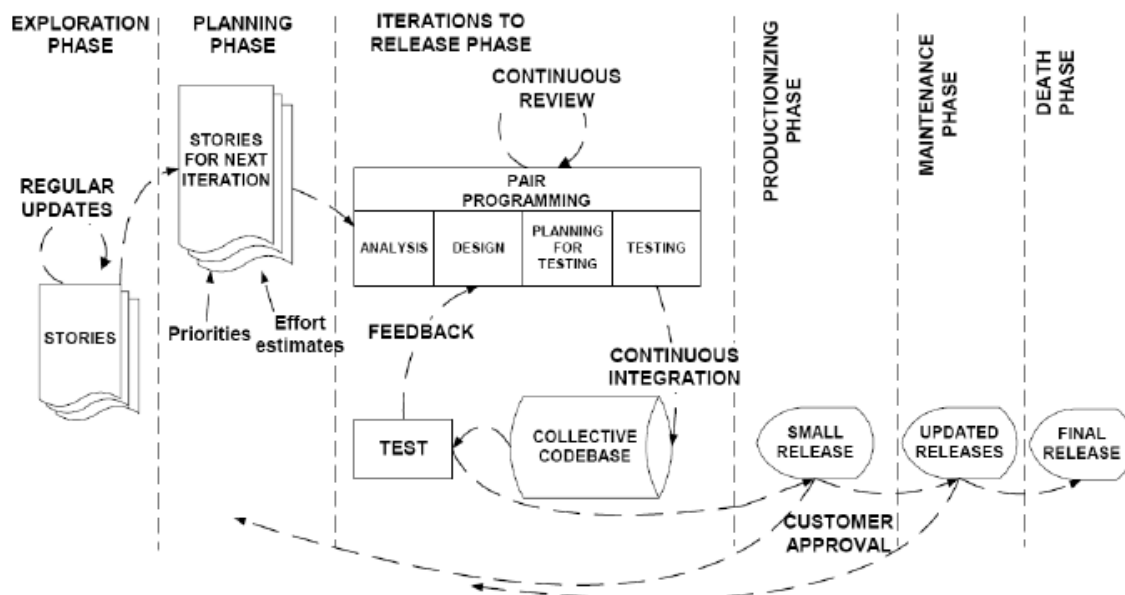 EXPLORATION
PHASE
PLANNING
PHASE
ITERATIONS TO
RELEASE PHASE
PRODUCTIONIZING
PHASE
MAINTENANCE
PHASE
DEATH
PHASE
CONTINUOUS
REVIEW
STORIES
FOR NEXT
ITERATION
REGULAR
UPDATES
PAIR
PROGRAMMING
ANALYSIS
DESIGN
PLANNING
FOR
TESTING
TESTING
STORIES
Priorities
Effort
estimates
FEEDBACK
CONTINUOUS
INTEGRATION
TEST
COLLECTIVE
CODEBASE
SMALL
RELEASE
UPDATED
RELEASES
FINAL
RELEASE
CUSTOMER
APPROVAL